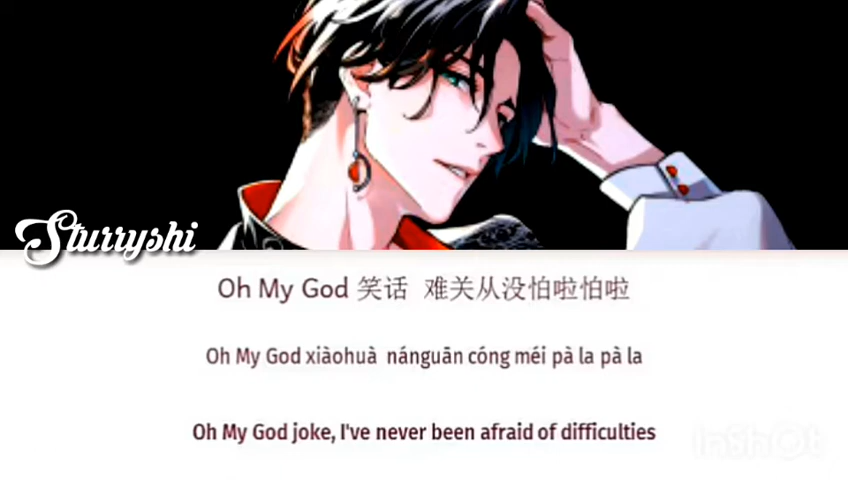 Sturryshi
Oh My God 笑话 难关从没怕啦怕啦
Oh My God xiàohuà nánguān cóng méi pà la pà la
Oh My God joke, I've never been afraid of difficulties
InShOt